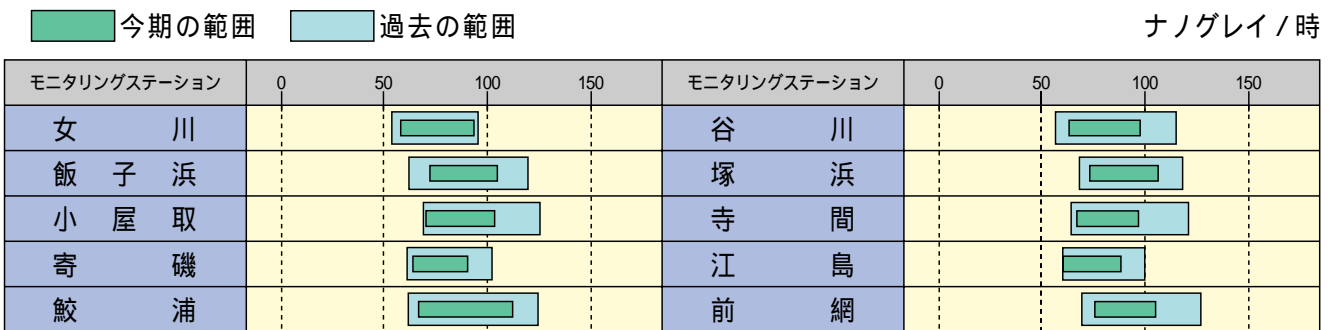 今期の範囲 過去の範囲 ナノグレイ/時
モニタリングステーション 0 50 100 150 モニタリングステーション 0 50 100 150
女川 谷川
飯子浜 塚浜
小屋取 寺間
寄磯 江島
鮫浦 前網